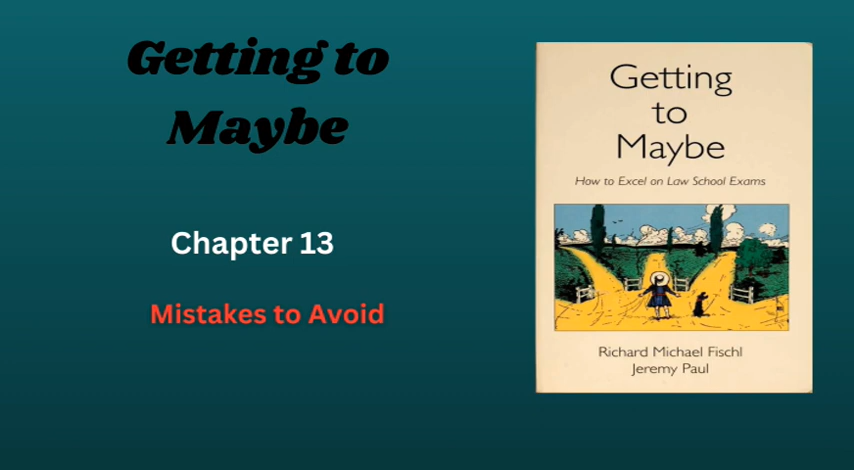 Getting to
Maybe
Chapter 13
Mistakes to Avoid
Getting
to
Maybe
How to Excel on Law School Exams
Richard Michael Fischl
Jeremy Paul